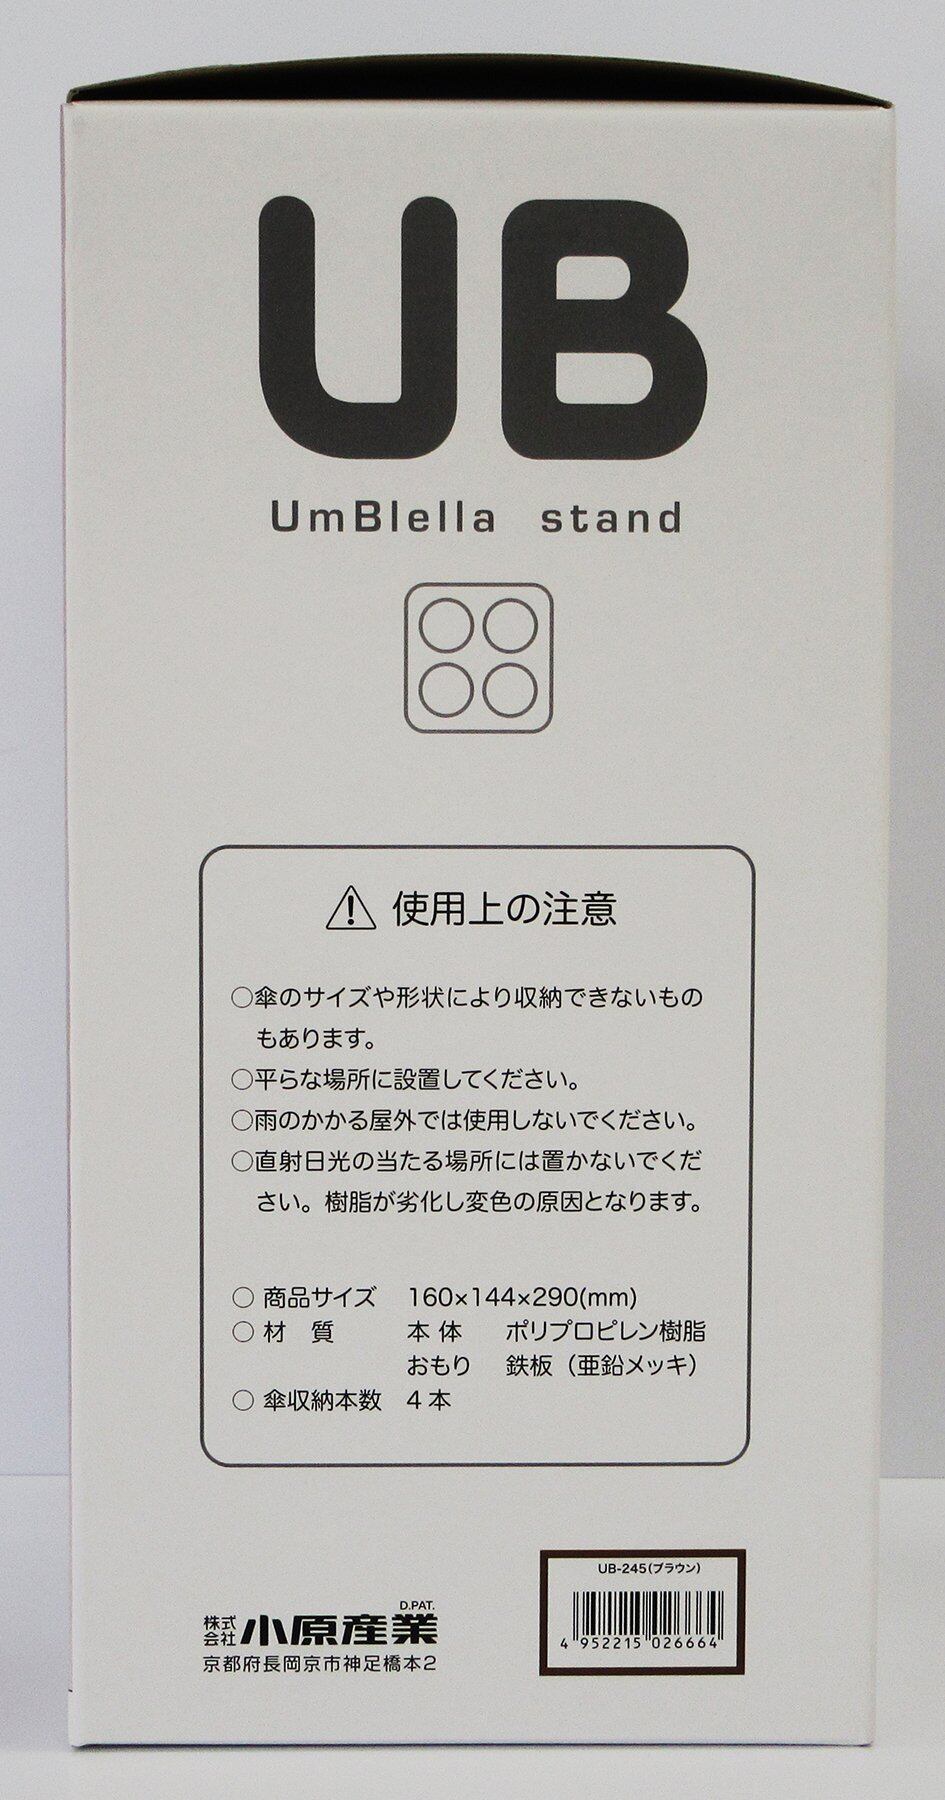 UB
UmBlella stand
使用上の注意
○傘のサイズや形状により収納できないもの
もあります。
○平らな場所に設置してください。
○雨のかかる屋外では使用しないでください。
○直射日光の当たる場所には置かないでくだ
さい。樹脂が劣化し変色の原因となります。
○ 商品サイズ 160×144×290(mm)
○ 材 質 本 体 ポリプロピレン樹脂
おもり 鉄板（亜鉛メッキ）
○ 傘収納本数 4 本
UB-245(ブラウン)
4 952215 026664
D.PAT.
株式会社 小原産業
京都府長岡京市神足橋本2